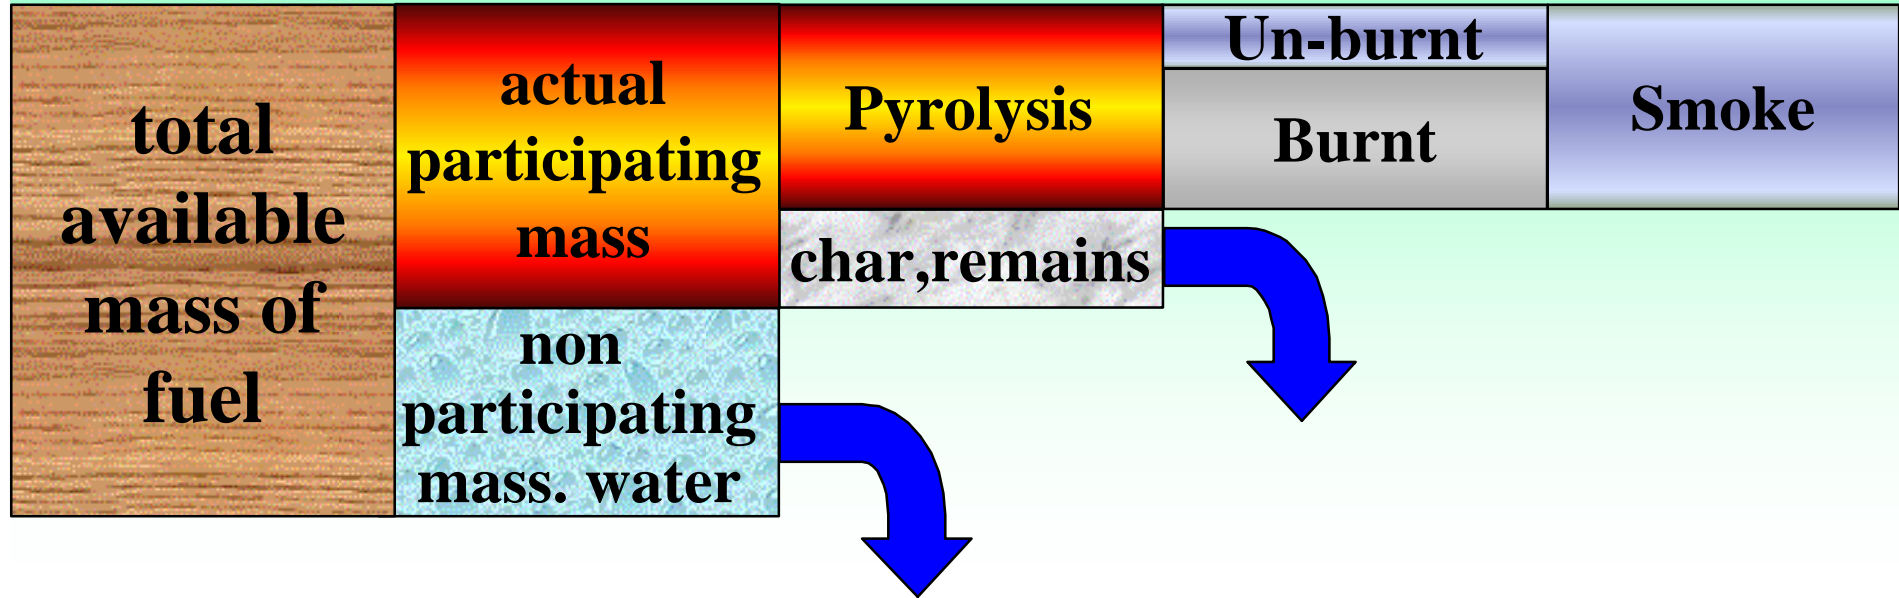 total
available
mass of
fuel
actual
participating
mass
non
participating
mass. water
Pyrolysis
char,remains
Un-burnt
Burnt
Smoke